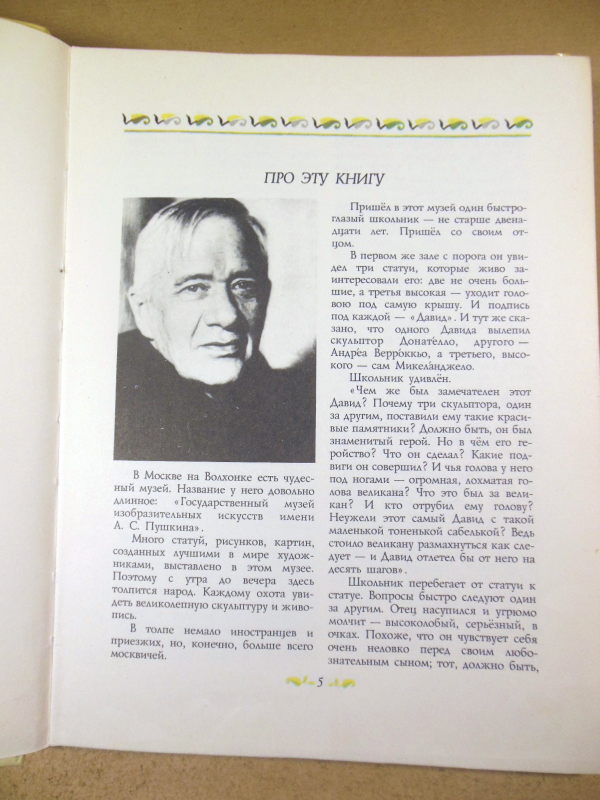 ПРО ЭТУ КНИГУ
В Москве на Волхонке есть чудес-
ный музей. Название у него довольно
длинное: «Государственный музей
изобразительных искусств имени
А. С. Пушкина».
Много статуй, рисунков, картин,
созданных лучшими в мире худож-
никами, выставлено в этом музее.
Поэтому с утра до вечера здесь
толпится народ. Каждому охота уви-
деть великолепную скульптуру и живо-
пись.
В толпе немало иностранцев и
приезжих, но, конечно, больше всего
москвичей.
Пришёл в этот музей один быстро-
глазый школьник — не старше двена-
дцати лет. Пришёл со своим от-
цом.
В первом же зале с порога он уви-
дел три статуи, которые живо за-
интересовали его: две не очень боль-
шие, а третья высокая — уходит голо-
вою под самую крышу. И подпись
под каждой — «Давид». И тут же ска-
зано, что одного Давида вылепил
скульптор Донате́лло, другого —
Андре́а Верро́ккьо, а третьего, высо-
кого — сам Микела́нджело.
Школьник удивлён.
«Чем же был замечателен этот
Давид? Почему три скульптора, один
за другим, поставили ему такие краси-
вые памятники? Должно быть, он был
знаменитый герой. Но в чём его ге-
ройство? Что он сделал? Какие под-
виги он совершил? И чья голова у него
под ногами — огромная, лохматая го-
лова великана? Что это был за вели-
кан? И кто отрубил ему голову?
Неужели этот самый Давид с такой
маленькой тоненькой сабелькой? Ведь
стоило великану размахнуться как сле-
дует — и Давид отлетел бы от него на
десять шагов».
Школьник перебегает от статуи к
статуе. Вопросы быстро следуют один
за другим. Отец насупился и угрюмо
молчит — высоколобый, серьёзный, в
очках. Похоже, что он чувствует себя
очень неловко перед своим любо-
знательным сыном; тот, должно быть,
5